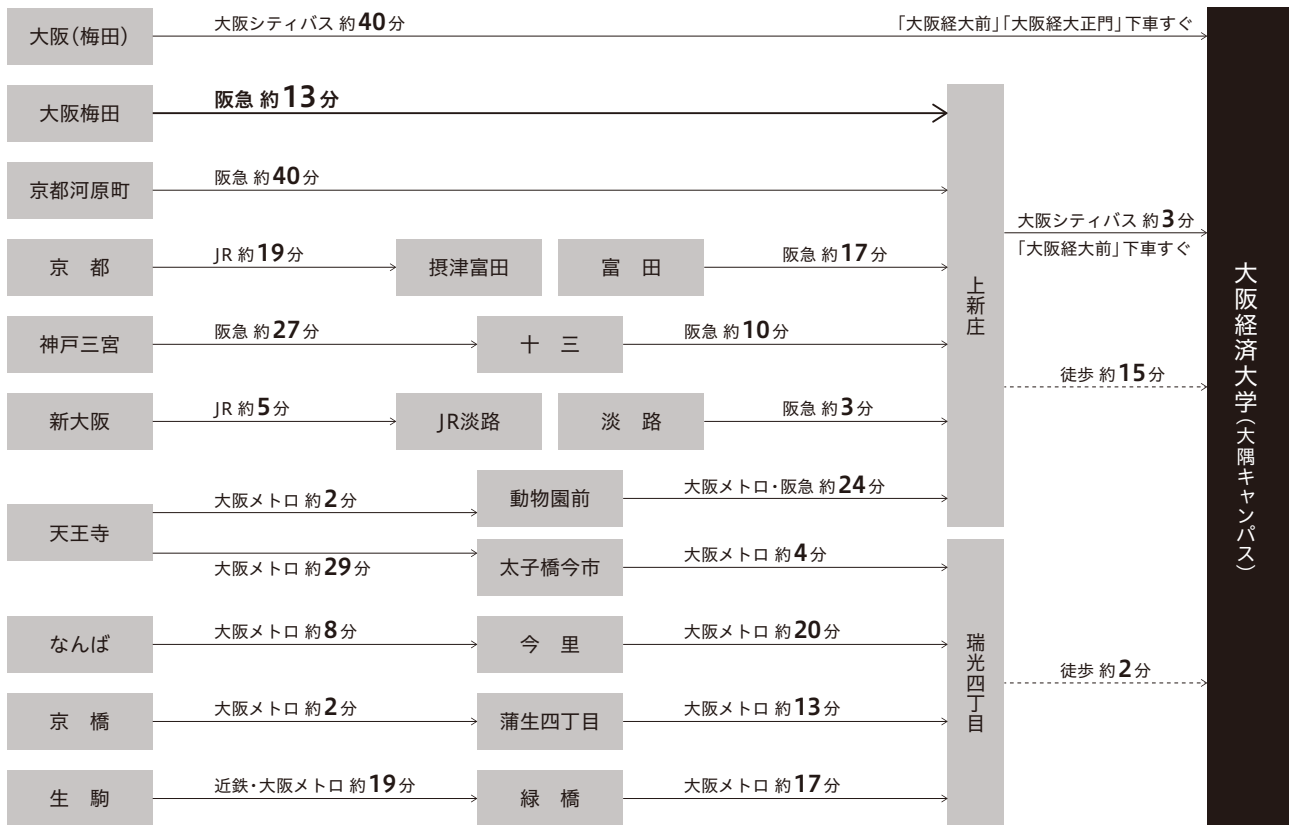 大阪（梅田）
大阪シティバス 約40分
「大阪経大前」「大阪経大正門」下車すぐ
大阪梅田
阪急 約13分
京都河原町
阪急 約40分
京　都
JR 約19分
摂津富田
富　田
阪急 約17分
神戸三宮
阪急 約27分
十　三
阪急 約10分
新大阪
JR 約5分
JR淡路
淡　路
阪急 約3分
天王寺
大阪メトロ 約2分
動物園前
大阪メトロ・阪急 約24分
大阪メトロ 約29分
太子橋今市
大阪メトロ 約4分
なんば
大阪メトロ 約8分
今　里
大阪メトロ 約20分
京　橋
大阪メトロ 約2分
蒲生四丁目
大阪メトロ 約13分
生　駒
近鉄・大阪メトロ 約19分
緑　橋
大阪メトロ 約17分
上新庄
大阪シティバス 約3分
「大阪経大前」下車すぐ
徒歩 約15分
瑞光四丁目
徒歩 約2分
大阪経済大学（大隅キャンパス）